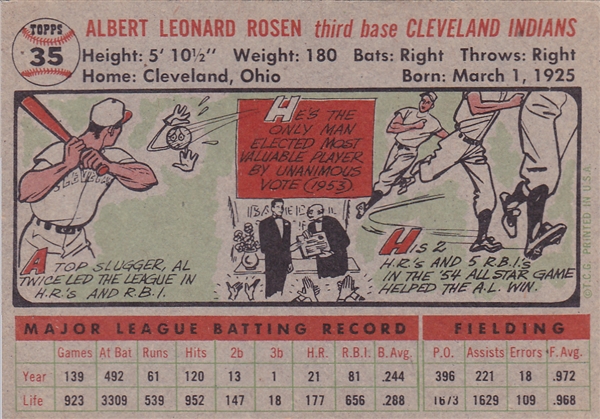 TOPPS
35
ALBERT LEONARD ROSEN third base CLEVELAND INDIANS
Height: 5' 10½" Weight: 180 Bats: Right Throws: Right
Home: Cleveland, Ohio Born: March 1, 1925
CLEVELA
A TOP SLUGGER, AL
TWICE LED THE LEAGUE IN
H.R.'s AND R.B.I.
HE'S THE
ONLY MAN
ELECTED MOST
VALUABLE PLAYER
BY UNANIMOUS
VOTE (1953).
BA
HIS 2
H.R.'s AND 5 R.B.I.s
IN THE '54 ALL STAR GAME
HELPED THE A.L. WIN.
©T.C.G. PRINTED IN U.S.A.
MAJOR LEAGUE BATTING RECORD FIELDING
Games At Bat Runs Hits 2b 3b H.R. R.B.I. B.Avg. P.O. Assists Errors F.Avg.
Year 139 492 61 120 13 1 21 81 .244 396 221 18 .972
Life 923 3309 539 952 147 18 177 656 .288 1673 1629 109 .968